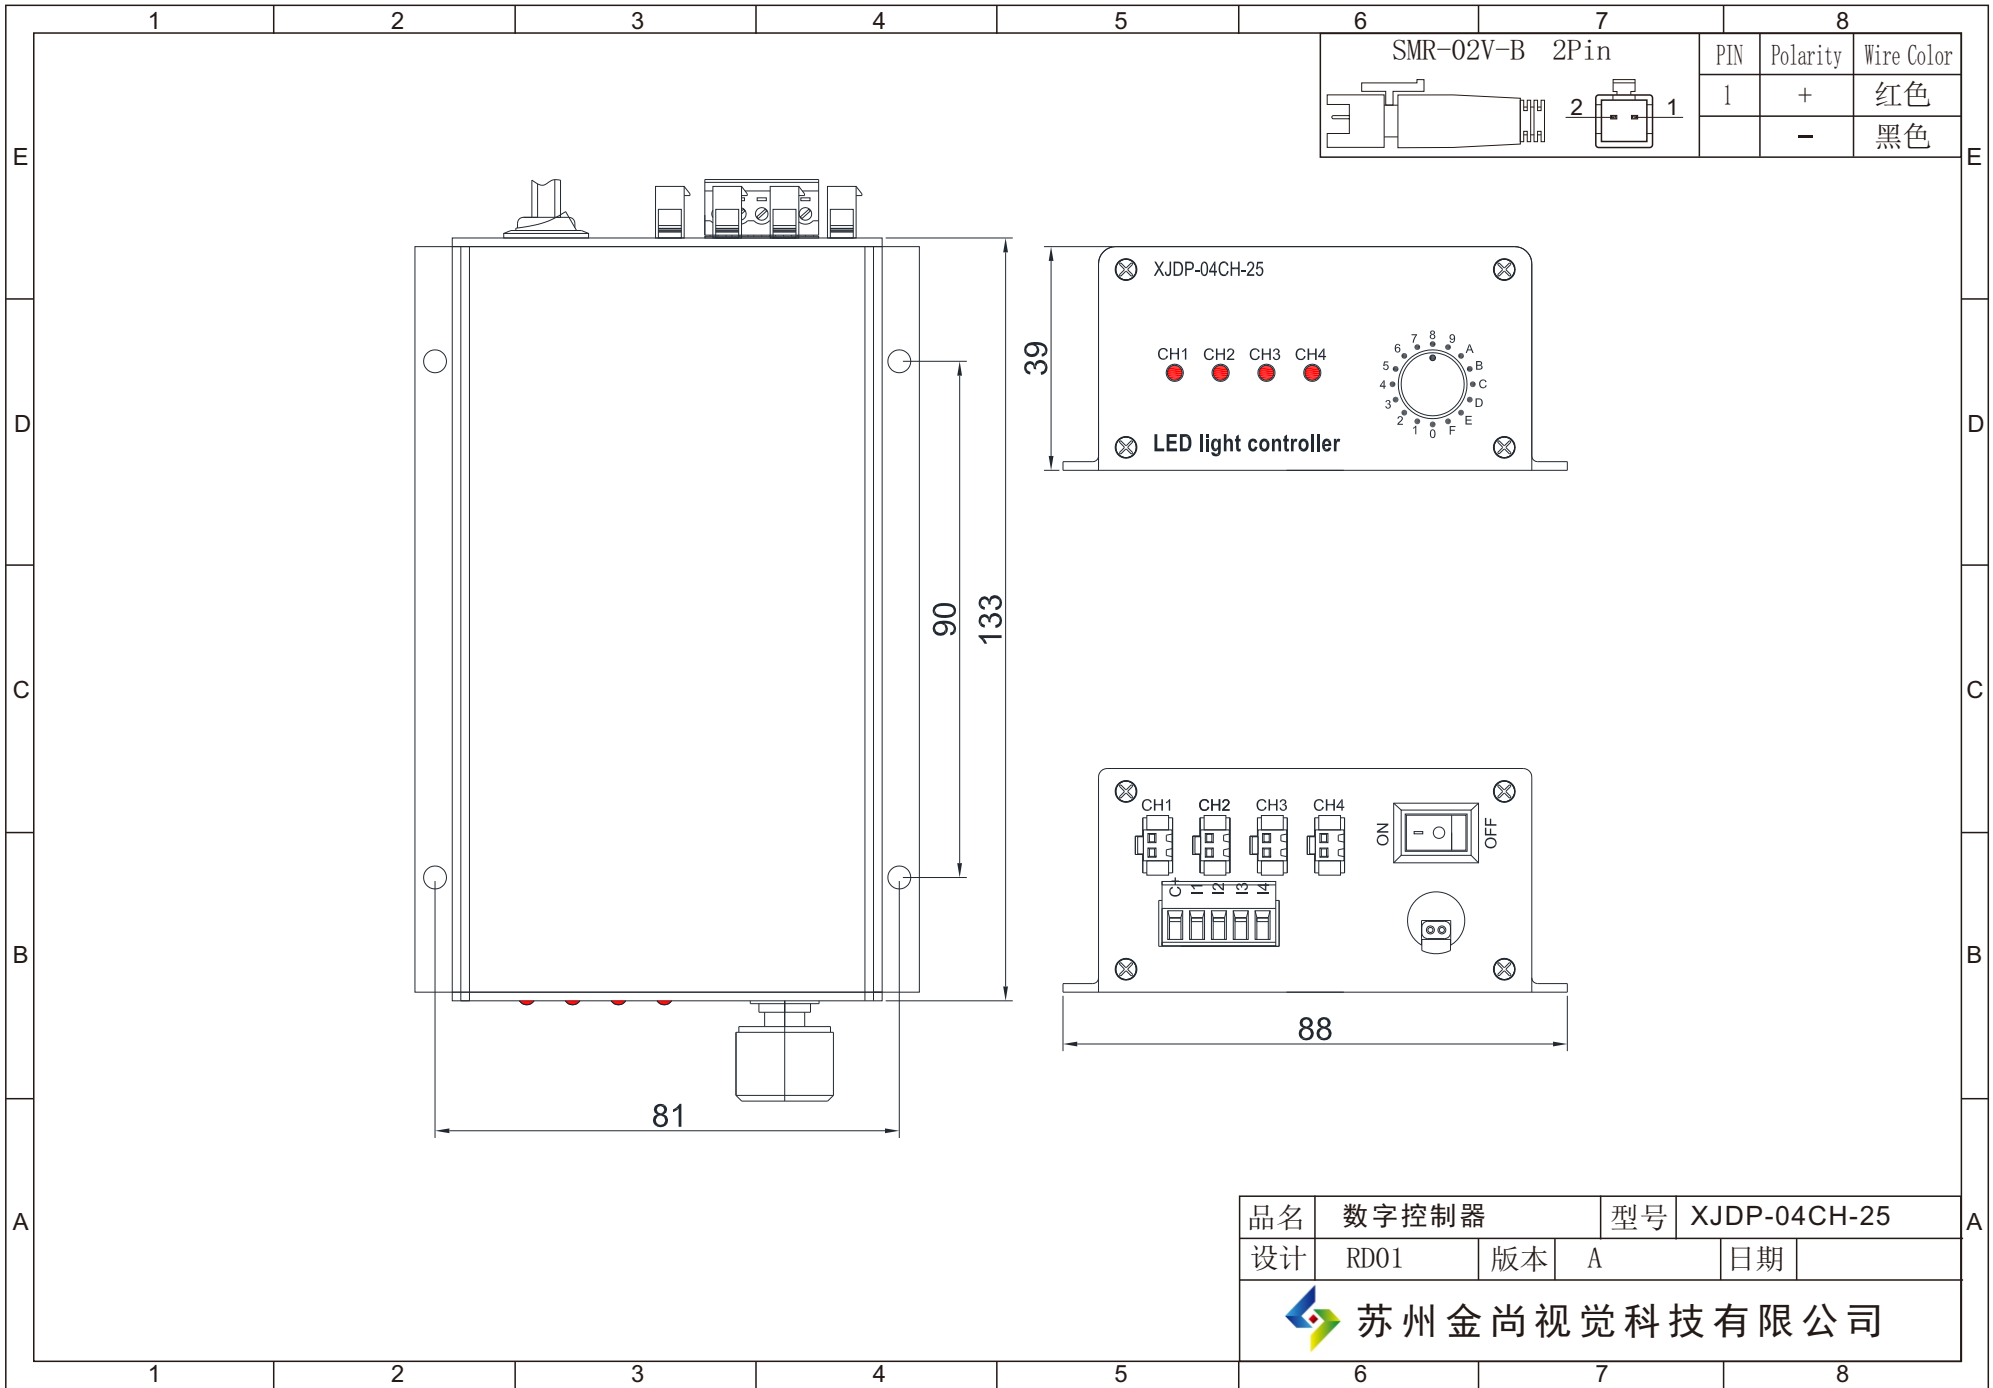 1 2 3 4 5 6 7 8
SMR-02V-B 2Pin
PIN Polarity Wire Color
1 + 红色
− 黑色
2 1
E E
D D
C C
B B
A A
90
133
81
39
XJDP-04CH-25
CH1 CH2 CH3 CH4
0 1 2 3 4 5 6 7 8 9 A B C D E F
LED light controller
CH1 CH2 CH3 CH4
ON OFF
C+ I1 I2 I3 I4
88
品名 数字控制器 型号 XJDP-04CH-25
设计 RD01 版本 A 日期
苏州金尚视觉科技有限公司
1 2 3 4 5 6 7 8